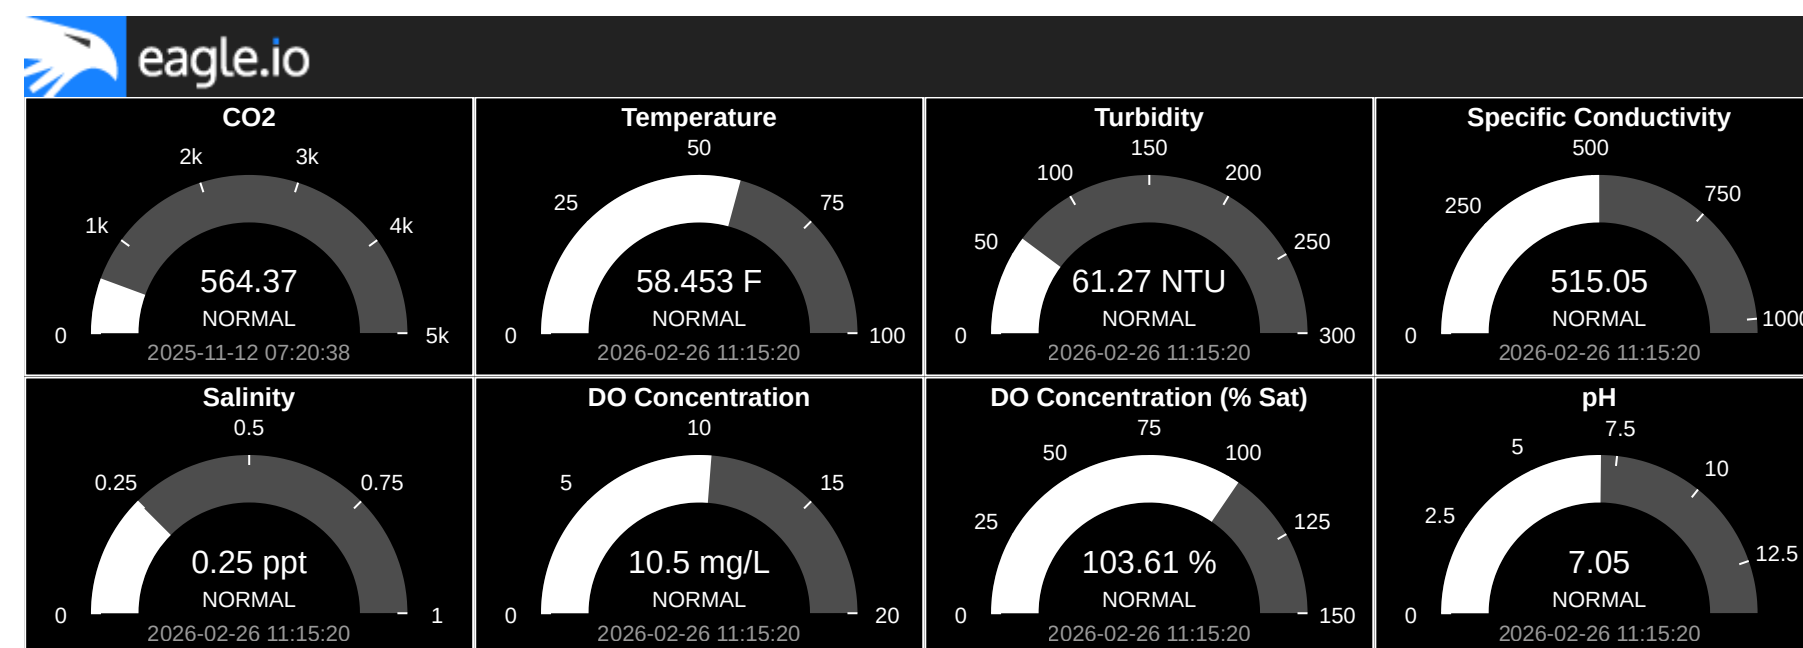 eagle.io
CO2
2k 3k
1k 4k
0 5k
564.37
NORMAL
2025-11-12 07:20:38
Temperature
50
25 75
0 100
58.453 F
NORMAL
2026-02-26 11:15:20
Turbidity
150
100 200
50 250
0 300
61.27 NTU
NORMAL
2026-02-26 11:15:20
Specific Conductivity
500
250 750
0 1000
515.05
NORMAL
2026-02-26 11:15:20
Salinity
0.5
0.25 0.75
0 1
0.25 ppt
NORMAL
2026-02-26 11:15:20
DO Concentration
10
5 15
0 20
10.5 mg/L
NORMAL
2026-02-26 11:15:20
DO Concentration (% Sat)
75
50 100
25 125
0 150
103.61 %
NORMAL
2026-02-26 11:15:20
pH
7.5
5 10
2.5 12.5
0
7.05
NORMAL
2026-02-26 11:15:20